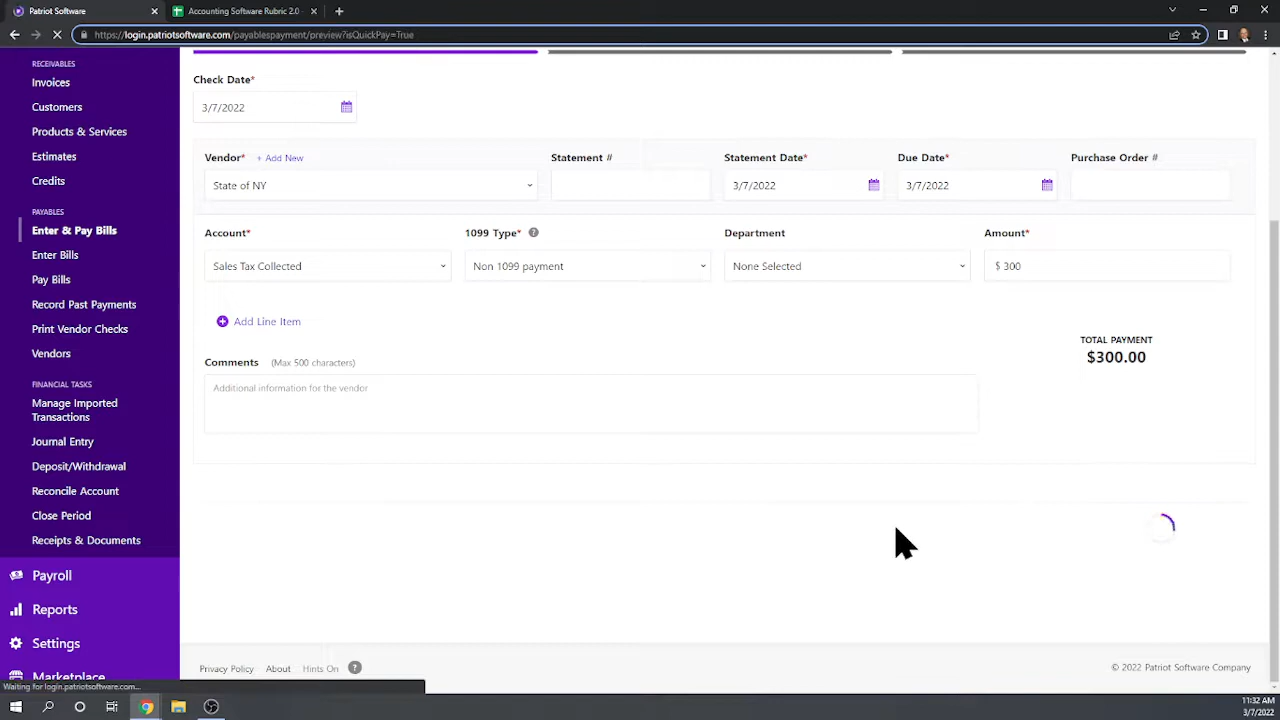 Patriot Software
Accounting Software Rubric 2.0 -
https://login.patriotsoftware.com/payablespayment/preview?isQuickPay=True
RECEIVABLES
Invoices
Customers
Products & Services
Estimates
Credits
PAYABLES
Enter & Pay Bills
Enter Bills
Pay Bills
Record Past Payments
Print Vendor Checks
Vendors
FINANCIAL TASKS
Manage Imported
Transactions
Journal Entry
Deposit/Withdrawal
Reconcile Account
Close Period
Receipts & Documents
Payroll
Reports
Settings
Marketplace
Waiting for login.patriotsoftware.com...
Check Date*
3/7/2022
Vendor* + Add New
State of NY
Statement #
Statement Date*
3/7/2022
Due Date*
3/7/2022
Purchase Order #
Account*
Sales Tax Collected
1099 Type* ?
Non 1099 payment
Department
None Selected
Amount*
$ 300
Add Line Item
TOTAL PAYMENT
$300.00
Comments (Max 500 characters)
Additional information for the vendor
Privacy Policy About Hints On ?
© 2022 Patriot Software Company
11:32 AM
3/7/2022